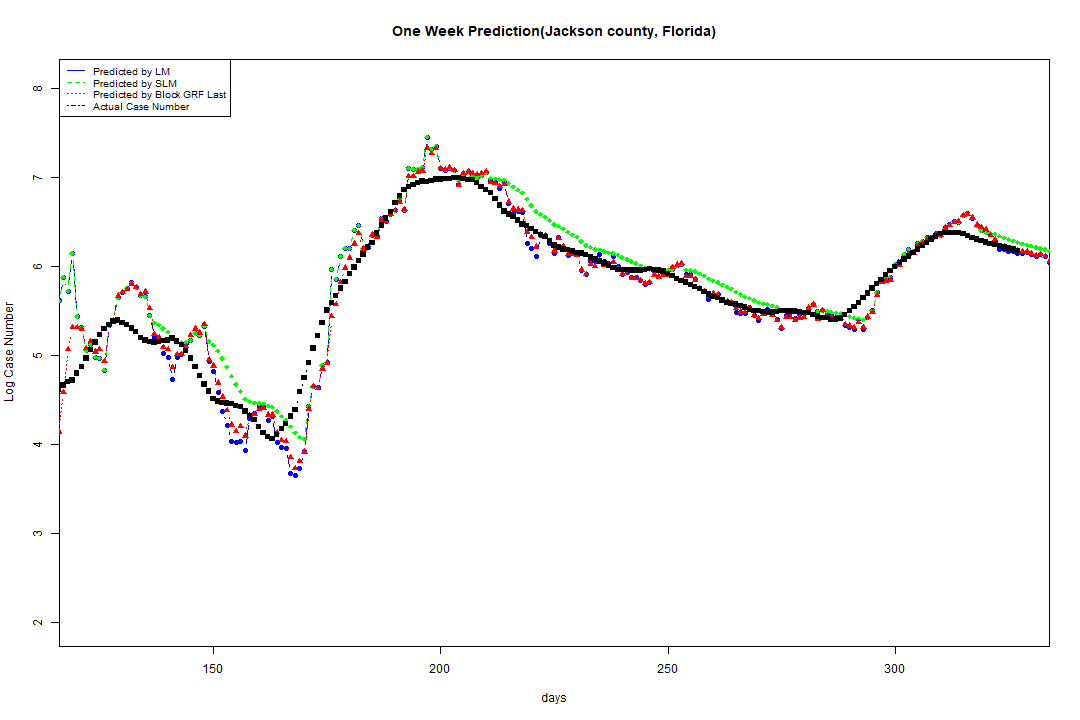 One Week Prediction(Jackson county, Florida)
Predicted by LM
Predicted by SLM
Predicted by Block GRF Last
Actual Case Number
8
7
6
5
4
3
2
Log Case Number
150
200
250
300
days